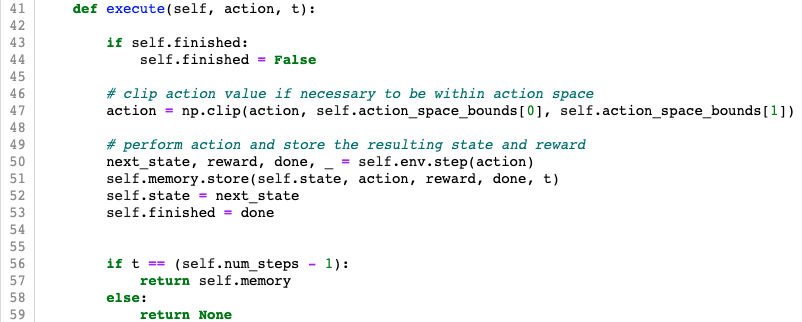 41 def execute(self, action, t):
42
43 if self.finished:
44 self.finished = False
45
46 # clip action value if necessary to be within action space
47 action = np.clip(action, self.action_space_bounds[0], self.action_space_bounds[1])
48
49 # perform action and store the resulting state and reward
50 next_state, reward, done, _ = self.env.step(action)
51 self.memory.store(self.state, action, reward, done, t)
52 self.state = next_state
53 self.finished = done
54
55
56 if t == (self.num_steps - 1):
57 return self.memory
58 else:
59 return None